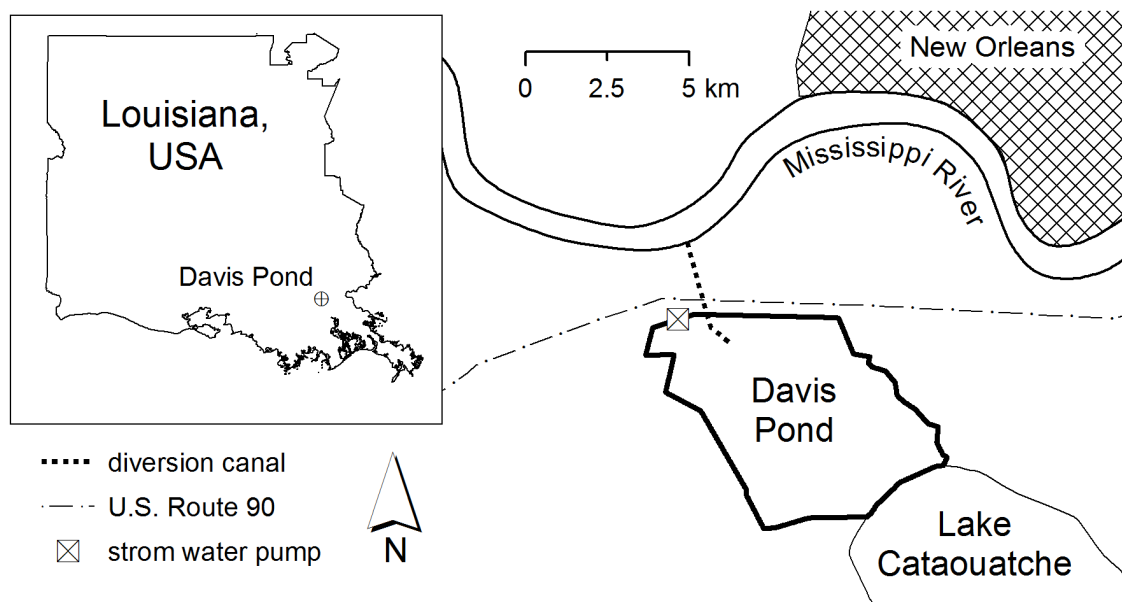 Louisiana,
USA
Davis Pond
diversion canal
U.S. Route 90
strom water pump
N
0 2.5 5 km
New Orleans
Mississippi River
Davis
Pond
Lake
Cataouatche